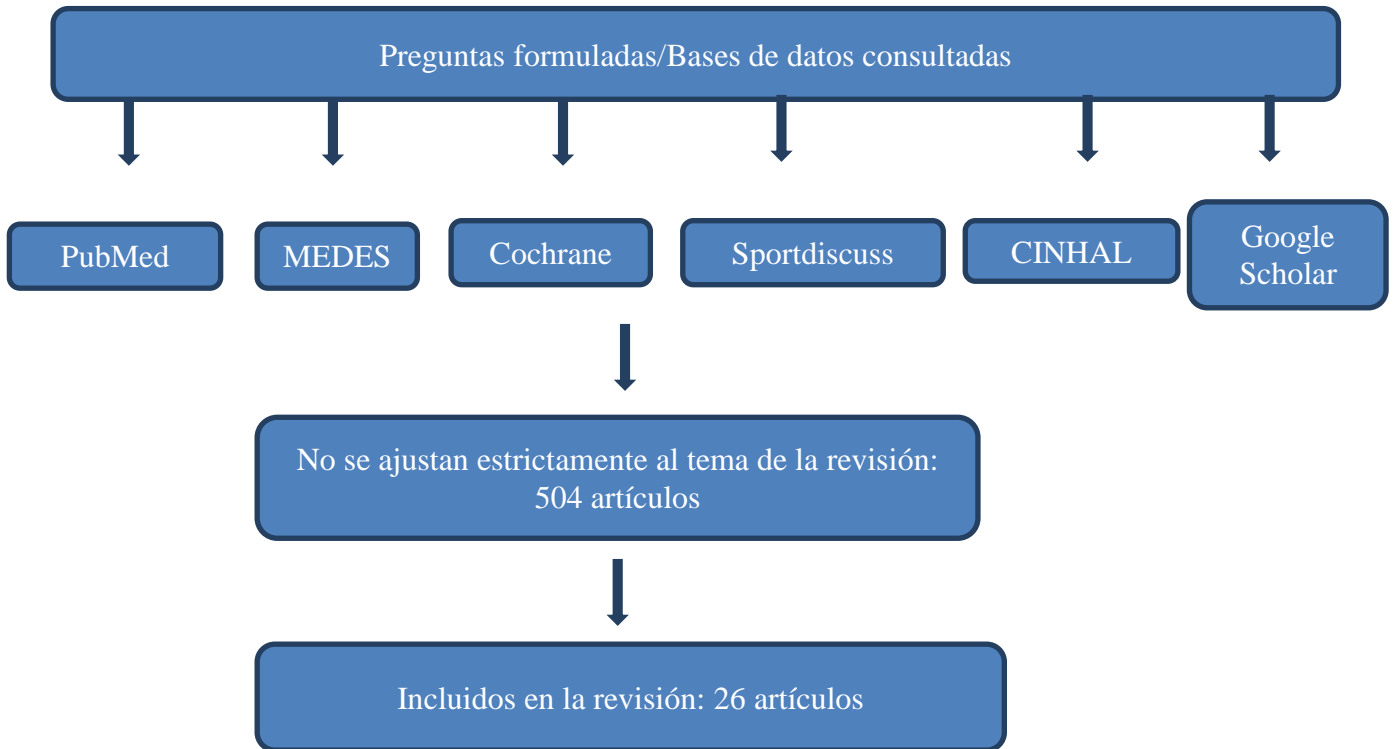 Preguntas formuladas/Bases de datos consultadas
PubMed
MEDES
Cochrane
Sportdiscuss
CINHAL
Google
Scholar
No se ajustan estrictamente al tema de la revisión:
504 artículos
Incluidos en la revisión: 26 artículos